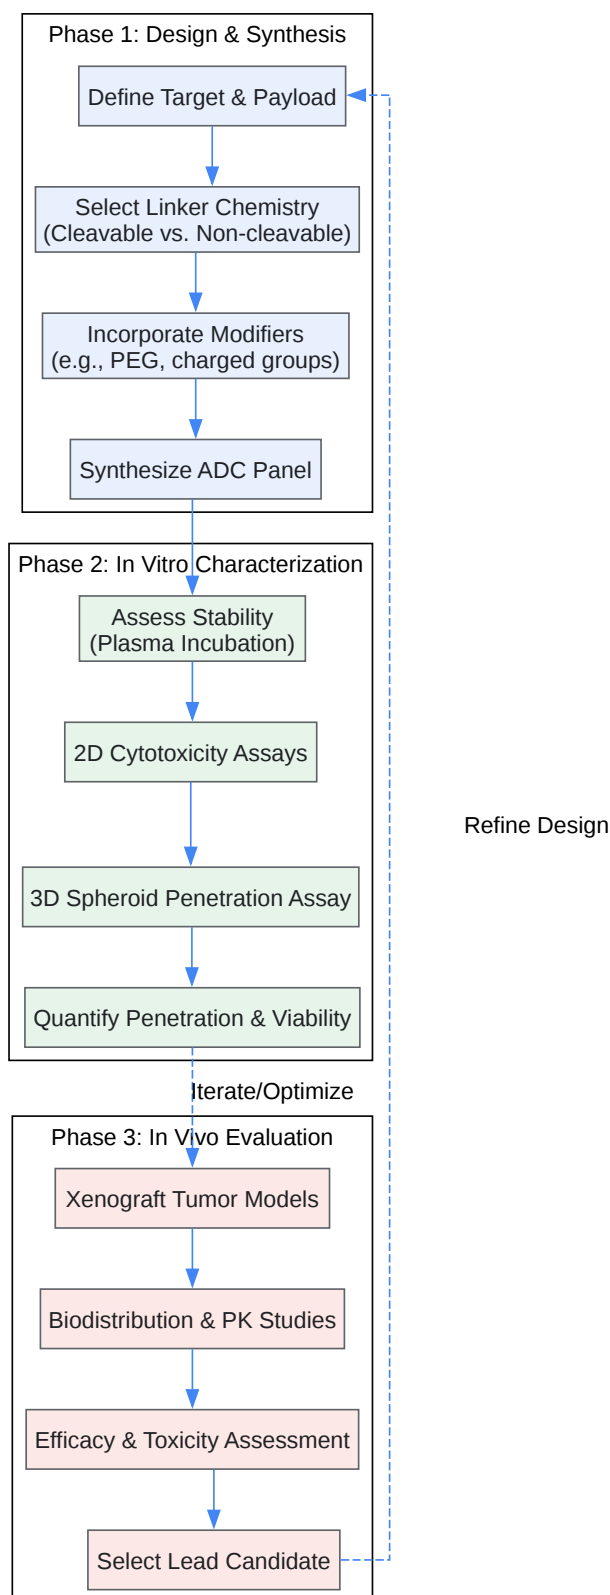 Phase 1: Design & Synthesis
Define Target & Payload
Select Linker Chemistry
(Cleavable vs. Non-cleavable)
Incorporate Modifiers
(e.g., PEG, charged groups)
Synthesize ADC Panel
Phase 2: In Vitro Characterization
Assess Stability
(Plasma Incubation)
2D Cytotoxicity Assays
Refine Design
3D Spheroid Penetration Assay
Quantify Penetration & Viability
Iterate/Optimize
Phase 3: In Vivo Evaluation
Xenograft Tumor Models
Biodistribution & PK Studies
Efficacy & Toxicity Assessment
Select Lead Candidate